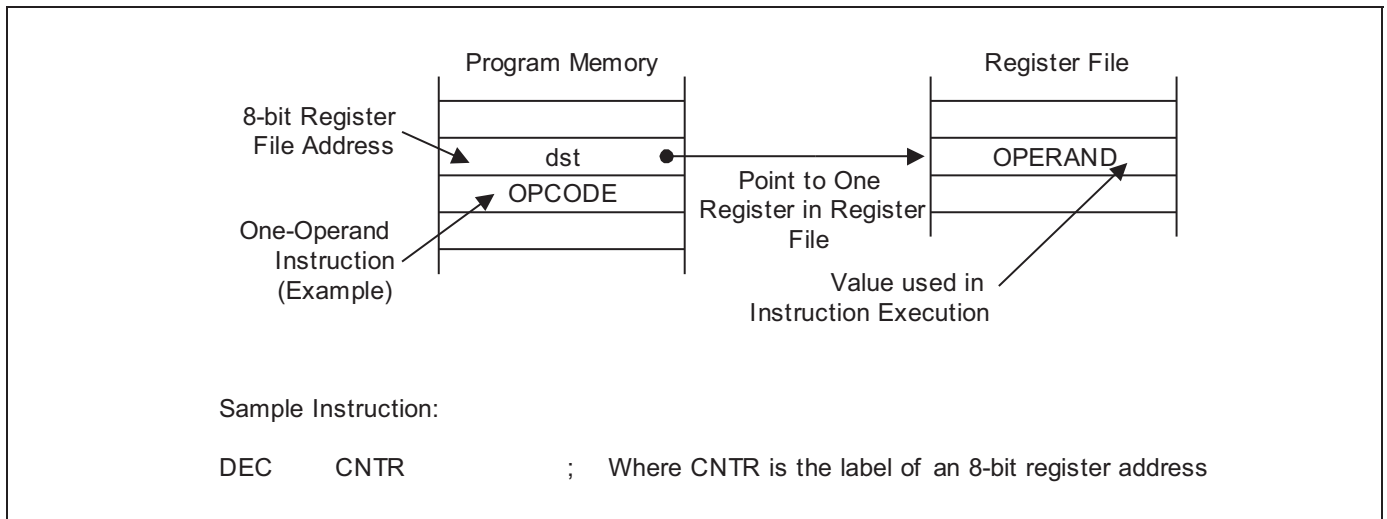 Program Memory
Register File
8-bit Register
File Address
dst
OPERAND
OPCODE
Point to One
Register in Register
File
One-Operand
Instruction
(Example)
Value used in
Instruction Execution
Sample Instruction:
DEC CNTR ; Where CNTR is the label of an 8-bit register address